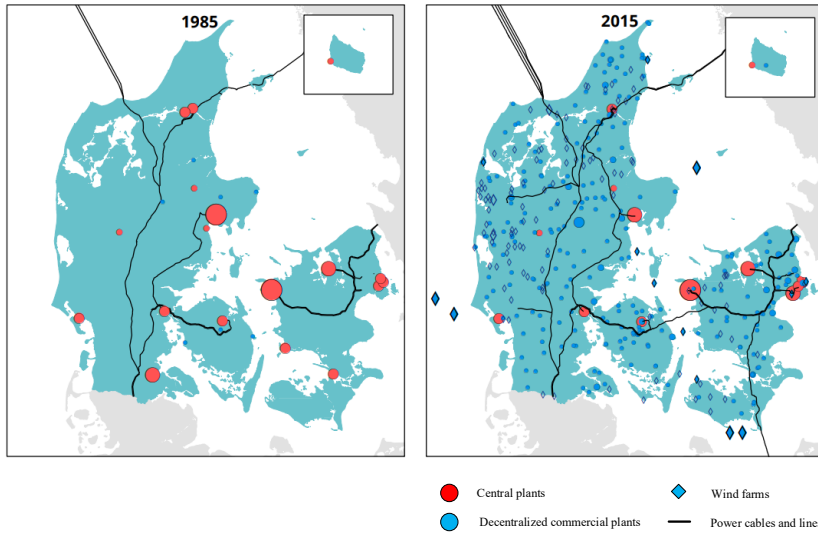 1985
2015
Central plants
Wind farms
Decentralized commercial plants
Power cables and line